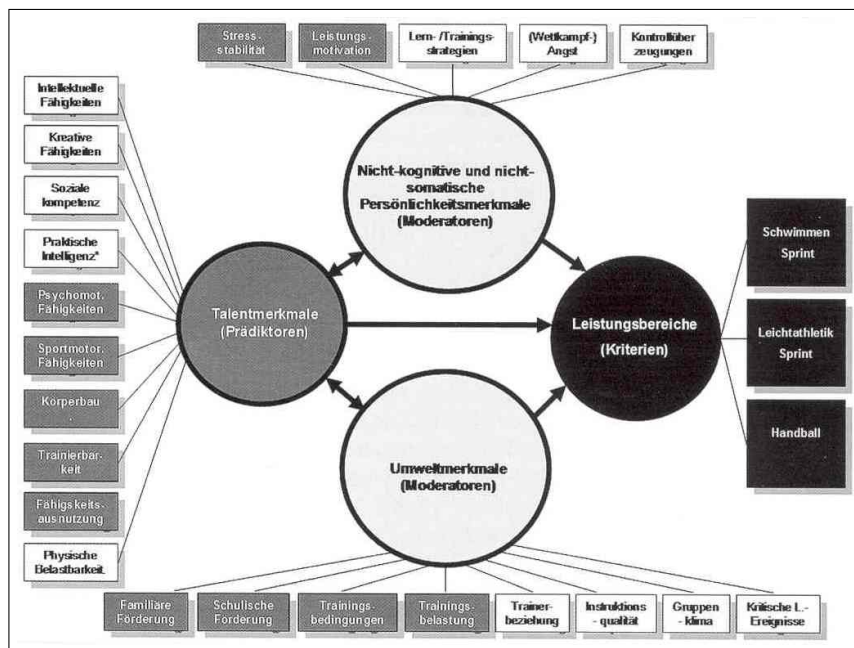 Stress.
stabilität
Leistungs.
motivation
Lern- /Trainings-
strategien
(Wettkampf-)
Angst
Kontrollüber
zeugungen
Intellektuelle
Fähigkeiten
Kreative
Fähigkeiten
Soziale
kompetenz
Praktische
Intelligenz*
Psychomot.
Fähigkeiten
Sportmotor.
Fähigkeiten
Körperbau
.
Trainierbar-
keit
Fähigskeits-
ausnutzung
Physische
Belastbarkeit.
Nicht-kognitive und nicht-
somatische
Persönlichkeitsmerkmale
(Moderatoren)
Talentmerkmale
(Prädiktoren)
Leistungsbereiche
(Kriterien)
Umweltmerkmale
(Moderatoren)
Schwimmen
Sprint
Leichtathletik
Sprint
Handball
Familiäre
Förderung
Schulische
Förderung
Trainings-
bedingungen
Trainings-
belastung
Trainer-
beziehung
Instruktions
- qualität
Gruppen
- klima
Kritische L.-
Ereignisse